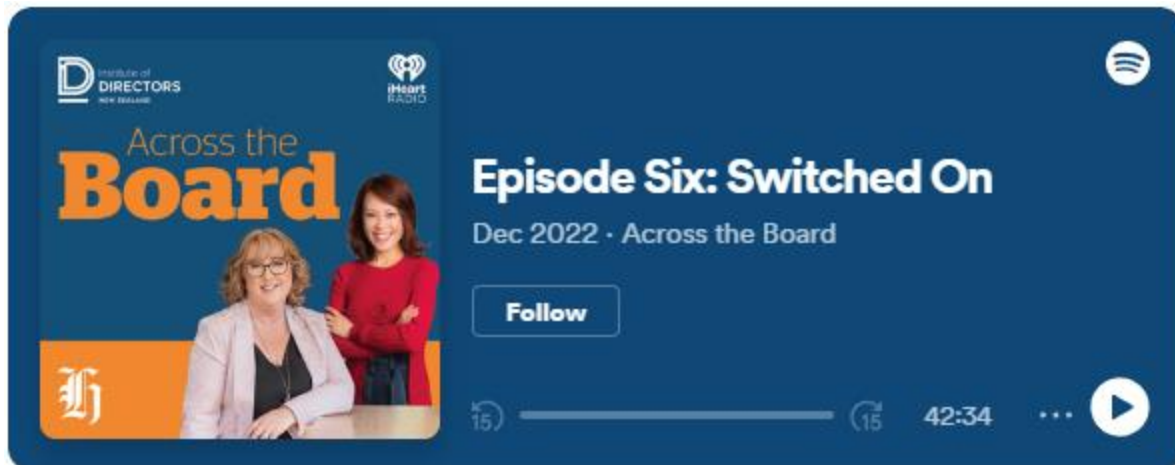 Institute of
DIRECTORS
NEW ZEALAND
iHeart
RADIO
Across the
Board
H
Episode Six: Switched On
Dec 2022 · Across the Board
Follow
15
15
42:34